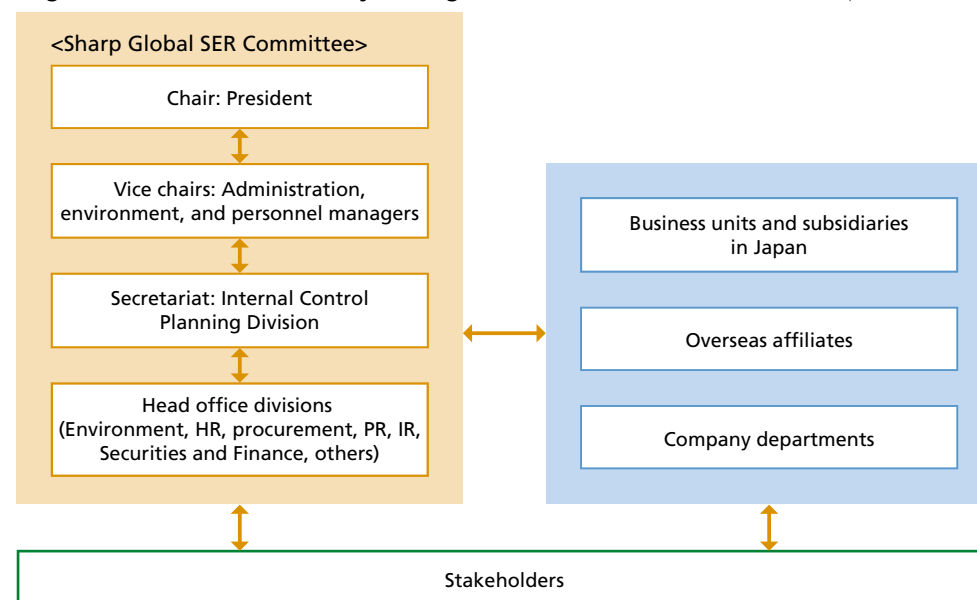 <Sharp Global SER Committee>
Chair: President
Vice chairs: Administration,
environment, and personnel managers
Secretariat: Internal Control
Planning Division
Head office divisions
(Environment, HR, procurement, PR, IR,
Securities and Finance, others)
Business units and subsidiaries
in Japan
Overseas affiliates
Company departments
Stakeholders